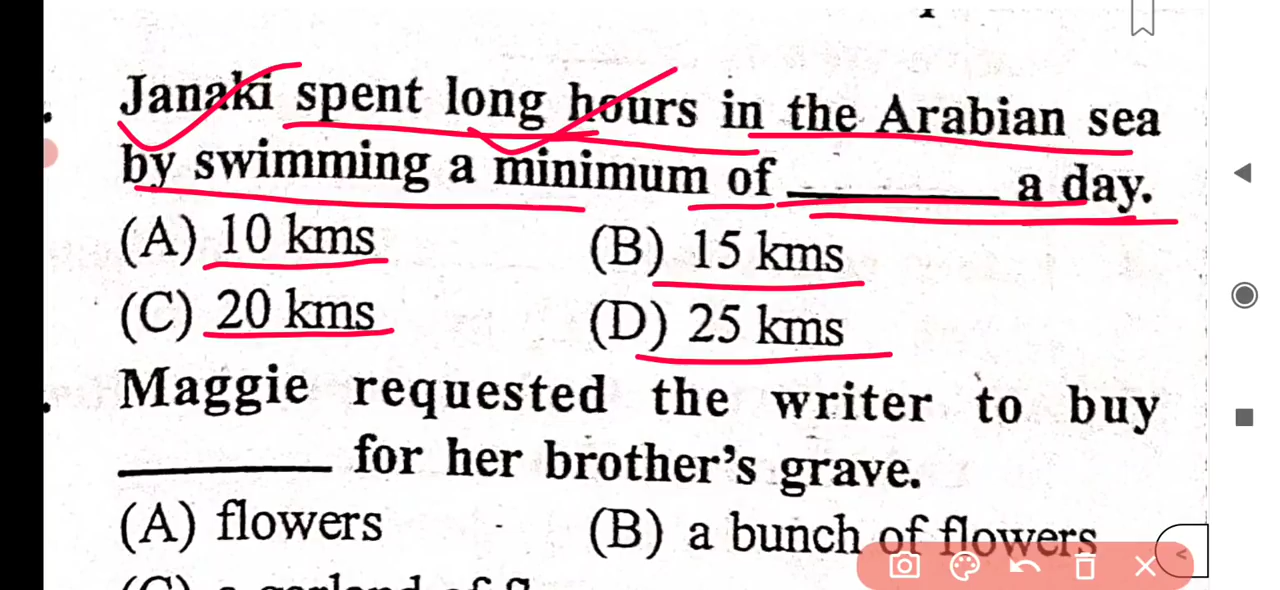 Janaki spent long hours in the Arabian sea
by swimming a minimum of ________ a day.
(A) 10 kms (B) 15 kms
(C) 20 kms (D) 25 kms
Maggie requested the writer to buy
________ for her brother's grave.
(A) flowers (B) a bunch of flowers